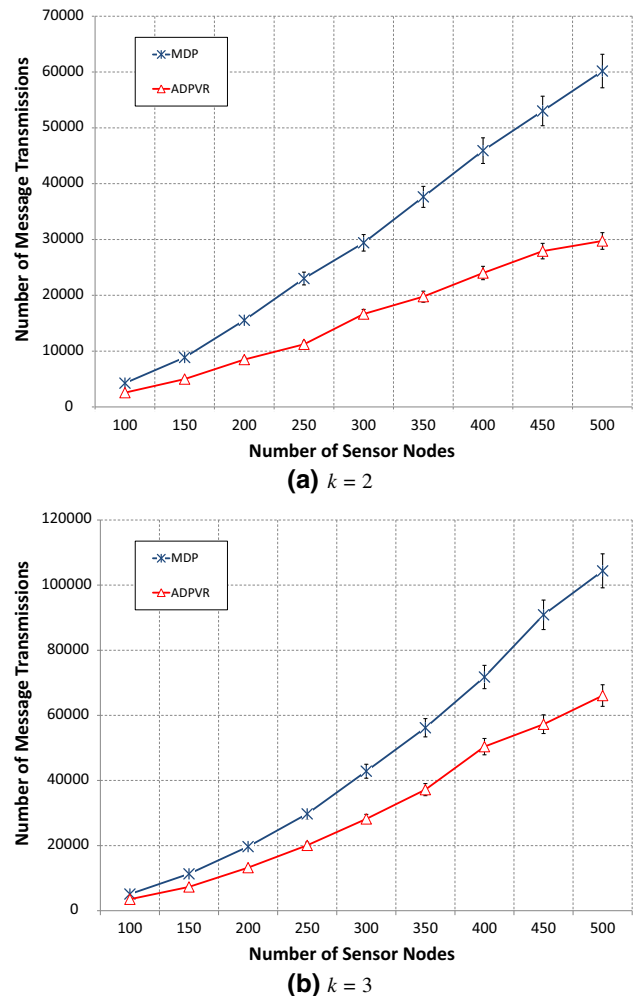 70000
60000
50000
40000
30000
20000
10000
0
Number of Message Transmissions
MDP
ADPVR
100 150 200 250 300 350 400 450 500
Number of Sensor Nodes
(a) k = 2
120000
100000
80000
60000
40000
20000
0
Number of Message Transmissions
MDP
ADPVR
100 150 200 250 300 350 400 450 500
Number of Sensor Nodes
(b) k = 3